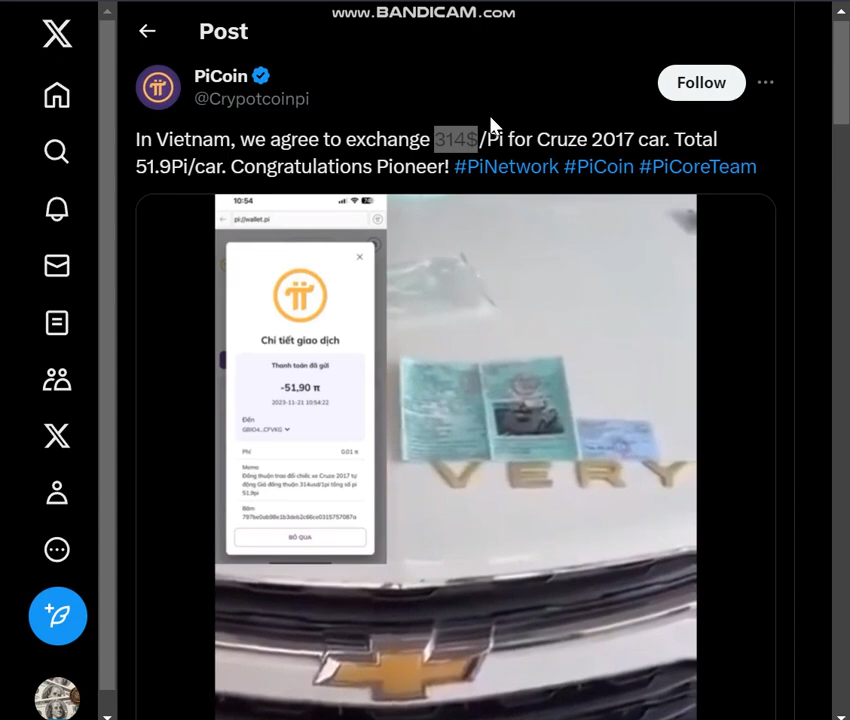 www.BANDICAM.com
Post
PiCoin
@Crypotcoinpi
Follow
In Vietnam, we agree to exchange 314$/Pi for Cruze 2017 car. Total
51.9Pi/car. Congratulations Pioneer! #PiNetwork #PiCoin #PiCoreTeam
10:54
pi://wallet.pi
Chi tiết giao dịch
Thanh toán đã gửi
-51,90 π
2023-11-21 10:54:22
Đến
GBIO4...CFVKG
Phí 0.01 π
Memo
Đồng thuận trao đổi chiếc xe Cruze 2017 tự
động Giá đồng thuận 314usd/1pi tổng số pi
51.9pi
BỎ QUA
VERY